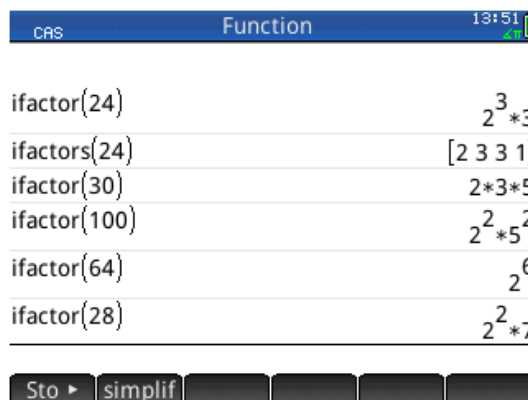 CAS Function 13:51
ifactor(24) 2^3*3
ifactors(24) [2 3 3 1
ifactor(30) 2*3*5
ifactor(100) 2^2*5^2
ifactor(64) 2^6
ifactor(28) 2^2*7
Sto ► simplif